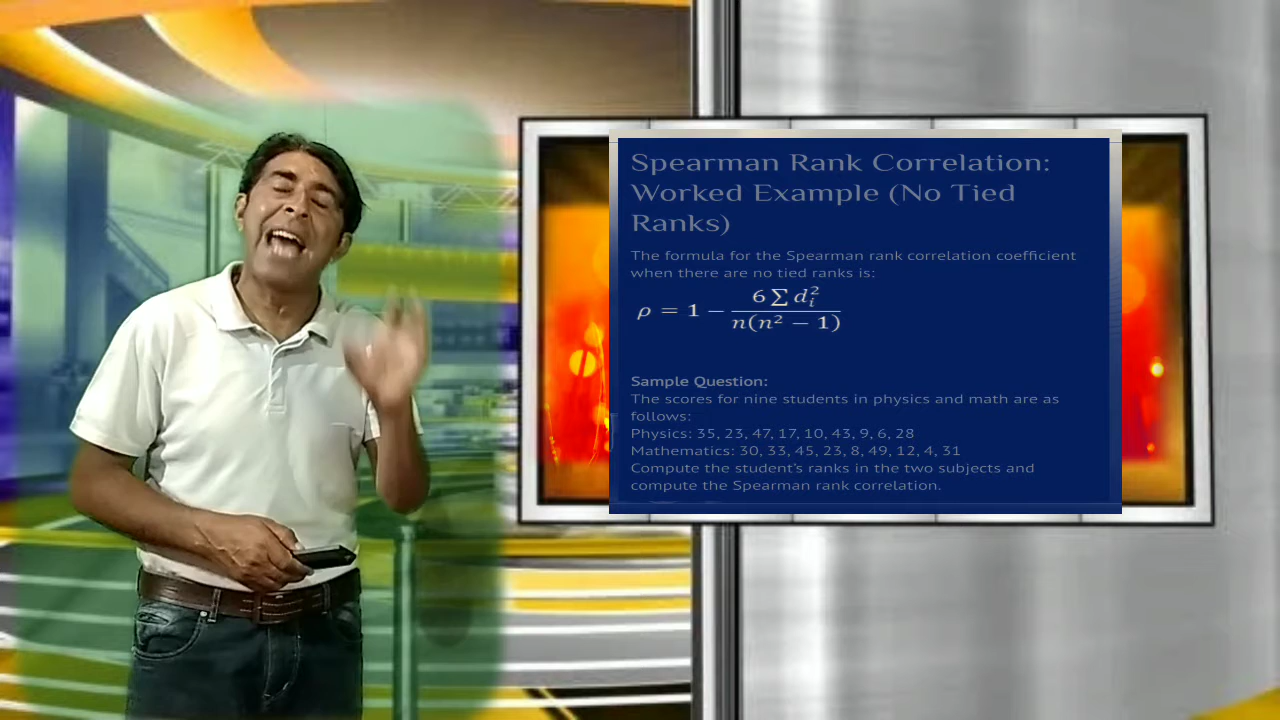 Spearman Rank Correlation:
Worked Example (No Tied
Ranks)
The formula for the Spearman rank correlation coefficient
when there are no tied ranks is:
ρ = 1 − 6 ∑ d_i^2 / n(n² − 1)
Sample Question:
The scores for nine students in physics and math are as
follows:
Physics: 35, 23, 47, 17, 10, 43, 9, 6, 28
Mathematics: 30, 33, 45, 23, 8, 49, 12, 4, 31
Compute the student's ranks in the two subjects and
compute the Spearman rank correlation.